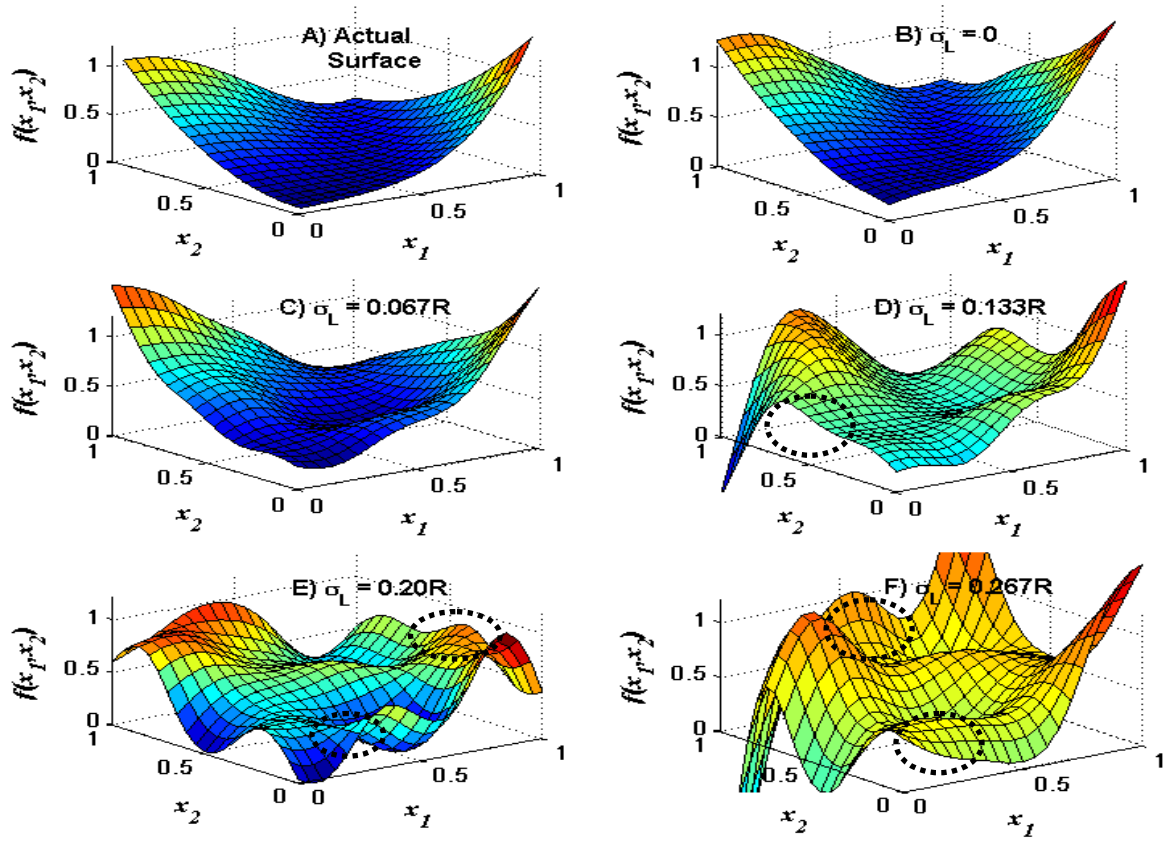 A) Actual
Surface
f(x1,x2)
1
0.5
0
1
0.5
0
x2
0
0.5
1
x1
B) σL = 0
f(x1,x2)
1
0.5
0
1
0.5
0
x2
0
0.5
1
x1
C) σL = 0.067R
f(x1,x2)
1
0.5
0
1
0.5
0
x2
0
0.5
1
x1
D) σL = 0.133R
f(x1,x2)
1
0.5
0
1
0.5
0
x2
0
0.5
1
x1
E) σL = 0.20R
f(x1,x2)
1
0.5
0
1
0.5
0
x2
0
0.5
1
x1
F) σL = 0.267R
f(x1,x2)
1
0.5
0
1
0.5
0
x2
0
0.5
1
x1